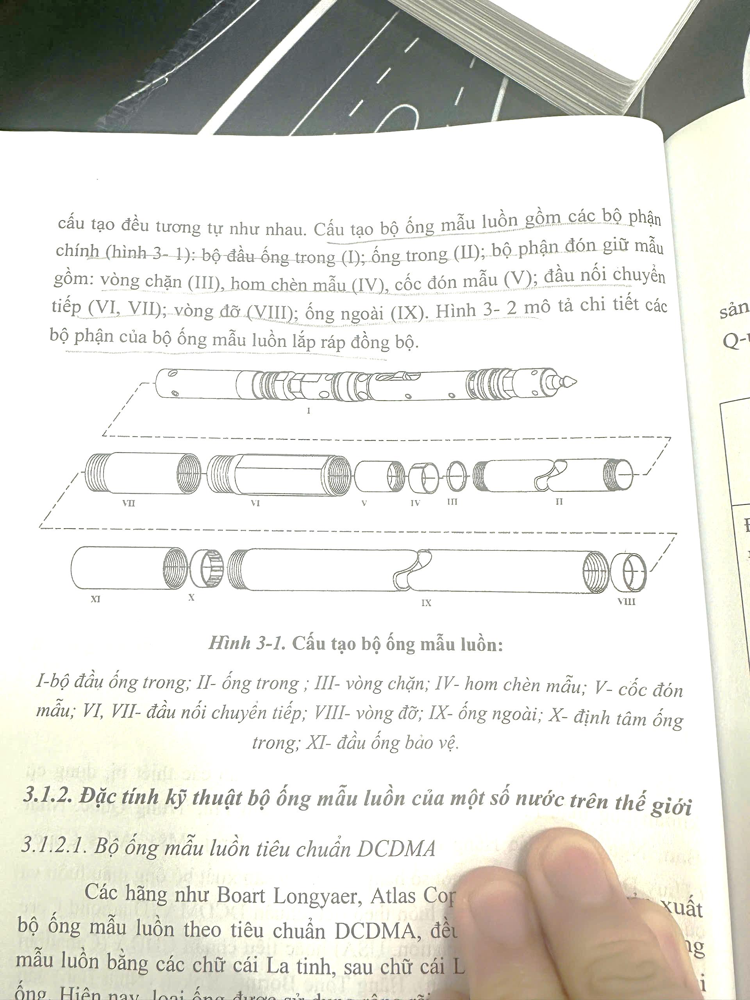 cấu tạo đều tương tự như nhau. Cấu tạo bộ ống mẫu luồn gồm các bộ phận
chính (hình 3- 1): bộ đầu ống trong (I); ống trong (II); bộ phận đón giữ mẫu
gồm: vòng chặn (III), hom chèn mẫu (IV), cốc đón mẫu (V); đầu nối chuyển
tiếp (VI, VII); vòng đỡ (VIII); ống ngoài (IX). Hình 3- 2 mô tả chi tiết các
bộ phận của bộ ống mẫu luồn lắp ráp đồng bộ.
I
VII VI V IV III II
XI X IX VIII
Hình 3-1. Cấu tạo bộ ống mẫu luồn:
I-bộ đầu ống trong; II- ống trong ; III- vòng chặn; IV- hom chèn mẫu; V- cốc đón
mẫu; VI, VII- đầu nối chuyển tiếp; VIII- vòng đỡ; IX- ống ngoài; X- định tâm ống
trong; XI- đầu ống bảo vệ.
3.1.2. Đặc tính kỹ thuật bộ ống mẫu luồn của một số nước trên thế giới
3.1.2.1. Bộ ống mẫu luồn tiêu chuẩn DCDMA
Các hãng như Boart Longyaer, Atlas Cop xuất
bộ ống mẫu luồn theo tiêu chuẩn DCDMA,
mẫu luồn bằng các chữ cái La tinh, sau chữ cái L
ống. Hiện nay, loại ống được sử dụng rộng rãi
sản